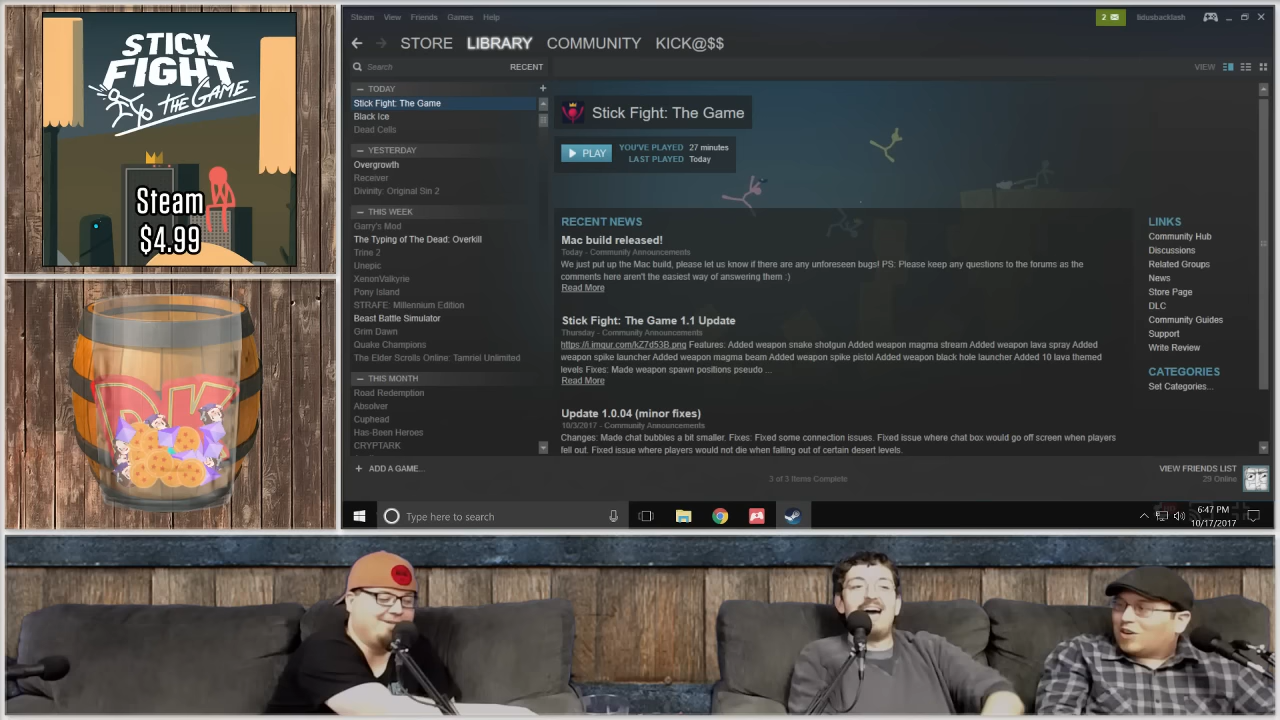 STICK
FIGHT
THE GAME
Steam
$4.99
DK
Steam View Friends Games Help
2
lidusbacklash
STORE LIBRARY COMMUNITY KICK@$$
Search RECENT
VIEW
— TODAY +
Stick Fight: The Game
Black Ice
Dead Cells
— YESTERDAY
Overgrowth
Receiver
Divinity: Original Sin 2
— THIS WEEK
Garry's Mod
The Typing of The Dead: Overkill
Trine 2
Unepic
XenonValkyrie
Pony Island
STRAFE: Millennium Edition
Beast Battle Simulator
Grim Dawn
Quake Champions
The Elder Scrolls Online: Tamriel Unlimited
— THIS MONTH
Road Redemption
Absolver
Cuphead
Has-Been Heroes
CRYPTARK
+ ADD A GAME...
Stick Fight: The Game
PLAY
YOU'VE PLAYED 27 minutes
LAST PLAYED Today
RECENT NEWS
Mac build released!
Today - Community Announcements
We just put up the Mac build, please let us know if there are any unforeseen bugs! PS: Please keep any questions to the forums as the
comments here aren't the easiest way of answering them :)
Read More
Stick Fight: The Game 1.1 Update
Thursday - Community Announcements
https://i.imgur.com/kZ7d53B.png Features: Added weapon snake shotgun Added weapon magma stream Added weapon lava spray Added
weapon spike launcher Added weapon magma beam Added weapon spike pistol Added weapon black hole launcher Added 10 lava themed
levels Fixes: Made weapon spawn positions pseudo ...
Read More
Update 1.0.04 (minor fixes)
10/3/2017 - Community Announcements
Changes: Made chat bubbles a bit smaller. Fixes: Fixed some connection issues. Fixed issue where chat box would go off screen when players
fell out. Fixed issue where players would not die when falling out of certain desert levels.
LINKS
Community Hub
Discussions
Related Groups
News
Store Page
DLC
Community Guides
Support
Write Review
CATEGORIES
Set Categories...
3 of 3 Items Complete
VIEW FRIENDS LIST
29 Online
Type here to search
6:47 PM
10/17/2017